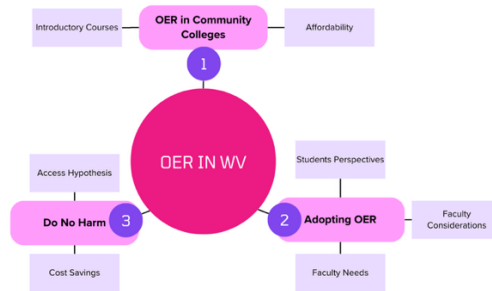 Introductory Courses
OER in Community
Colleges
Affordability
1
OER IN WV
Access Hypothesis
Students Perspectives
Do No Harm
3
2
Adopting OER
Faculty
Considerations
Cost Savings
Faculty Needs